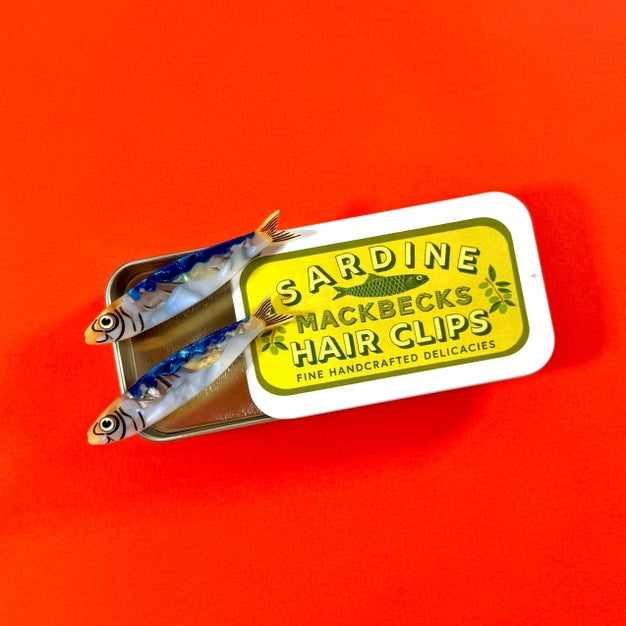 SARDINE
MACKBECKS
HAIR CLIPS
FINE HANDCRAFTED DELICACIES